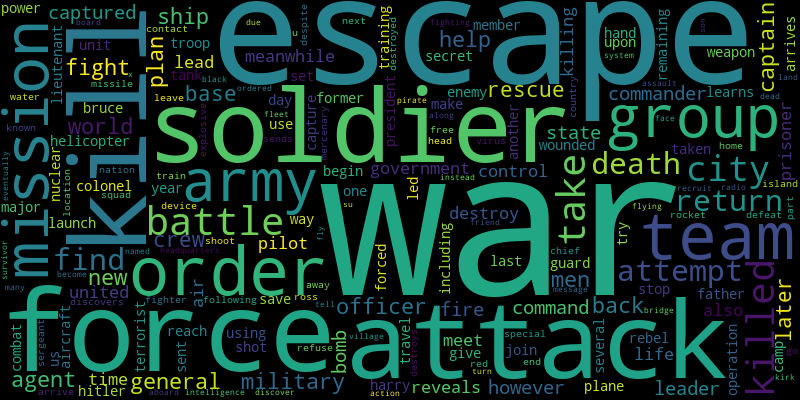 power
captured
ship
escape
plan
training
member
help
killing
hand
upon
captain
arrives
board
due
u
despite
next
destroyed
fighting
son
system
mission
kill
lieutenant
unit
troop
meanwhile
secret
country
remaining
weapon
contact
fight
lead
tank
set
president
missile
x
base
day
former
enemy
rescue
commander
learns
assault
land
water
leave
black
ordered
pirate
dead
bruce
use
capture
make
along
known
world
soldier
fleet
free
another
wounded
state
group
face
prisoner
explosive
sends
mercenary
head
virus
helicopter
begin
government
taken
home
nuclear
nation
train
year
one
control
take
death
city
eventually
location
colonel
squad
army
led
instead
recruit
radio
island
major
device
su
war
destroy
flying
return
rocket
defeat
part
launch
battle
way
friend
team
find
crew
shoot
pilot
fly
forced
including
try
survivor
named
headquarters
last
guard
chief
message
new
order
men
attempt
many
become
united
discovers
air
away
tell
stop
bridge
father
killed
also
later
force
fighter
following
save
ross
officer
fire
command
back
combat
sergeant
us
aircraft
terrorist
reach
using
shot
bomb
village
refuse
attack
travel
destroys
meet
give
special
join
several
rebel
life
operation
camp
go
sent
red
end
turn
agent
time
general
military
harry
reveals
however
plane
leader
kirk
hitler
arrive
aboard
intelligence
discover
action